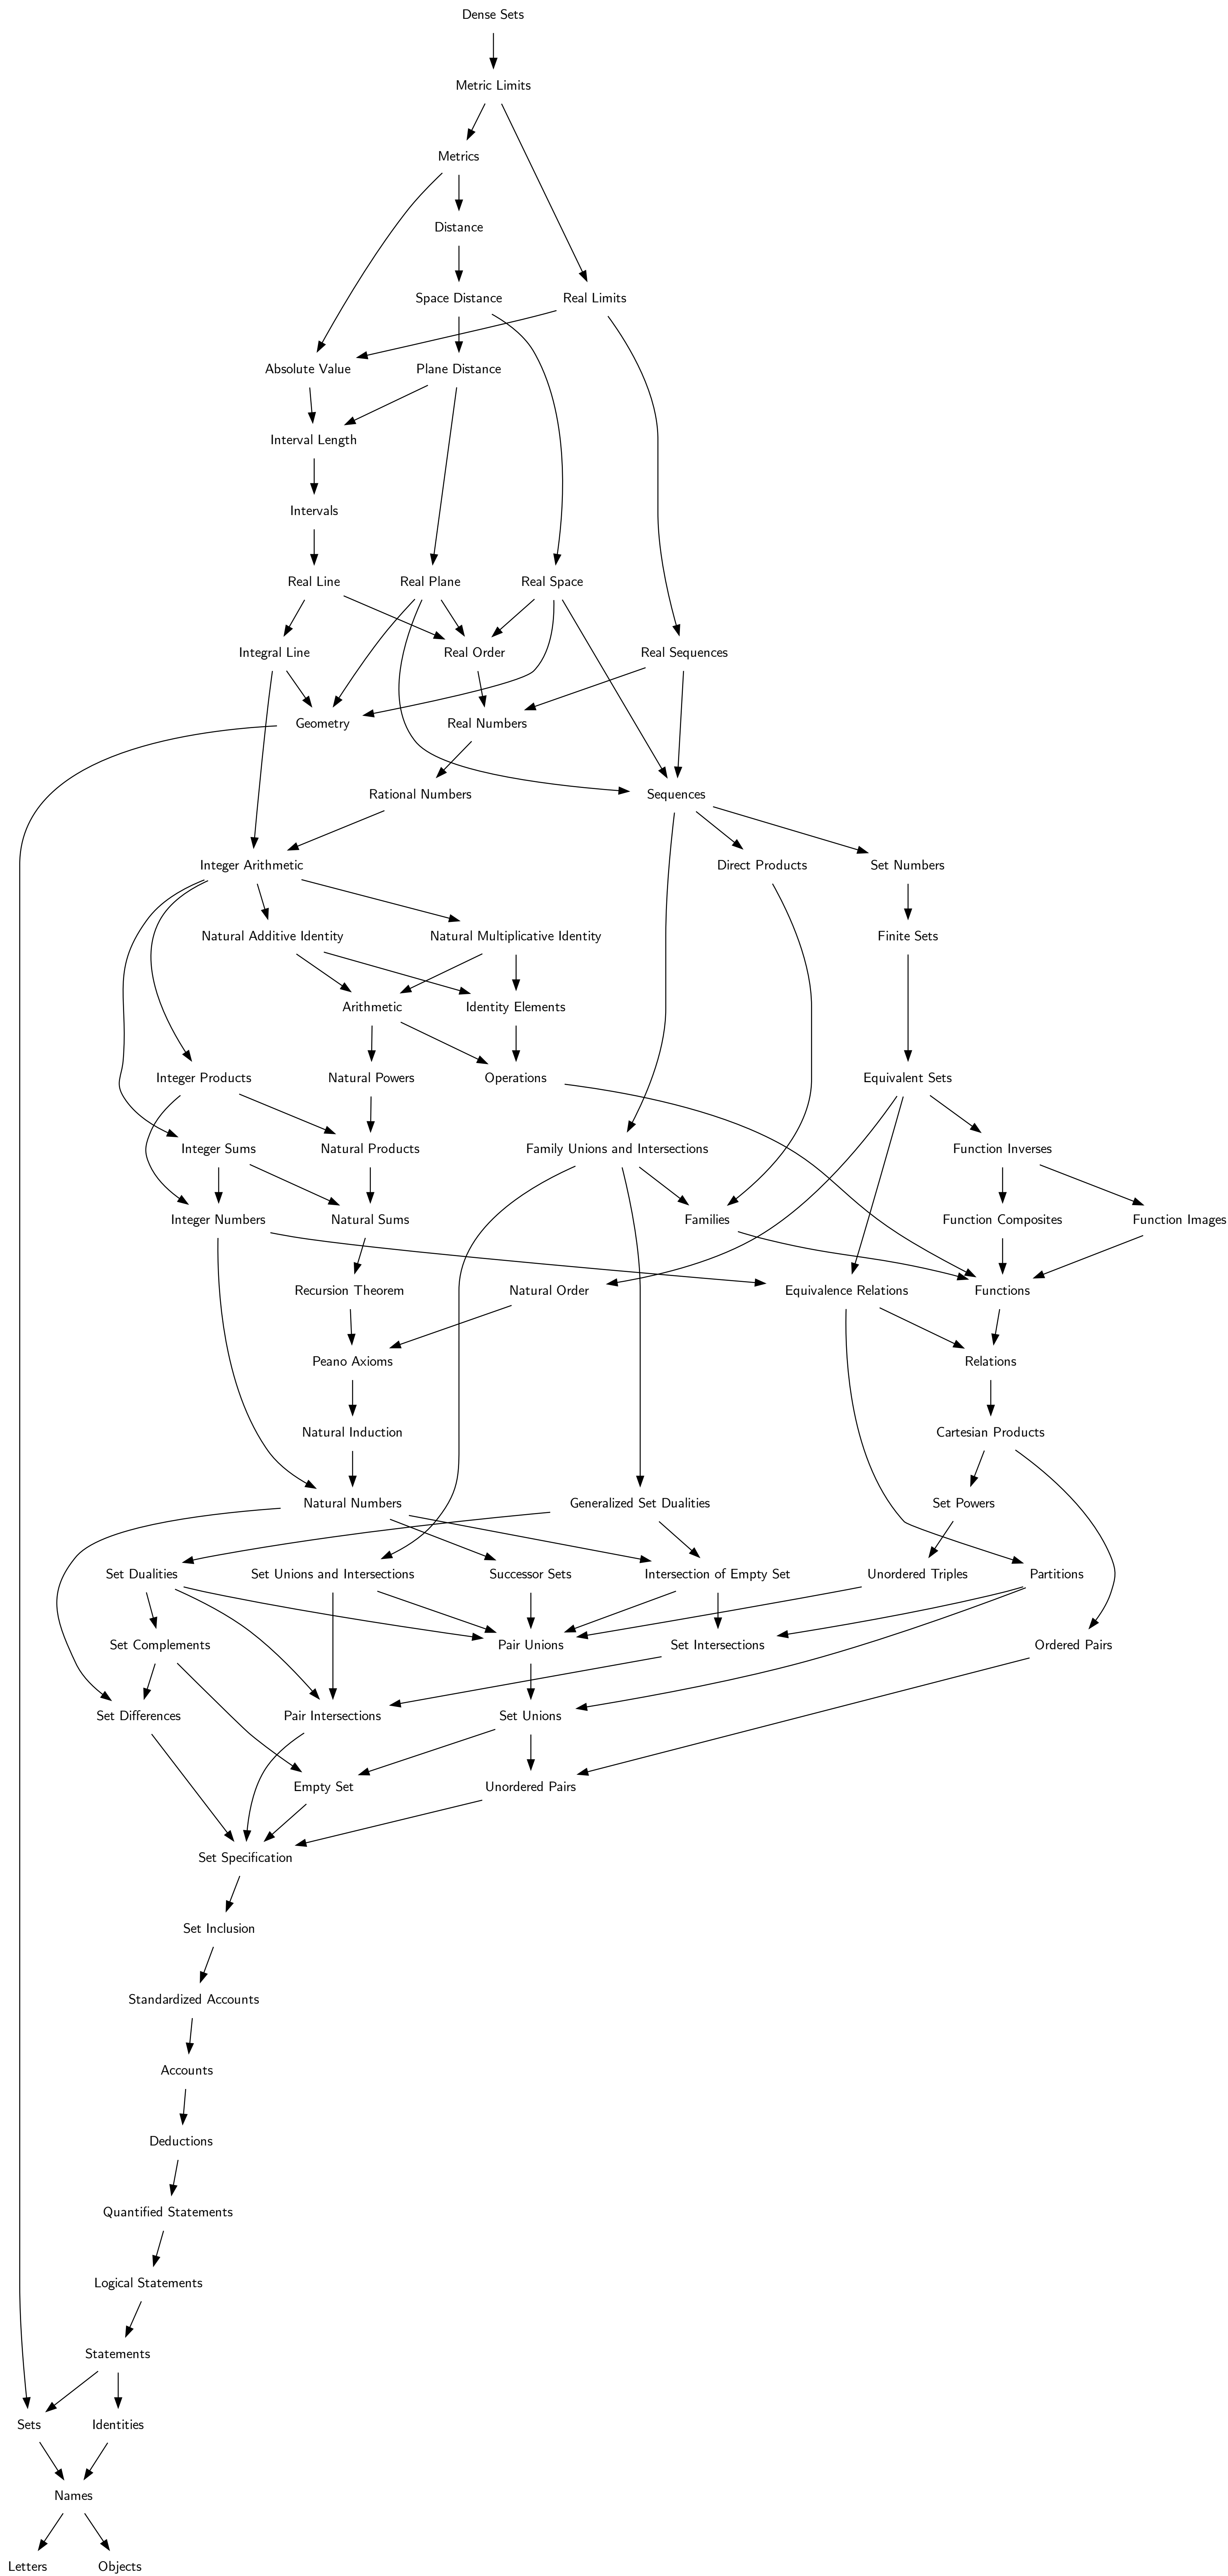 Dense Sets
Metric Limits
Metrics
Distance
Space Distance
Real Limits
Absolute Value
Plane Distance
Interval Length
Intervals
Real Line
Real Plane
Real Space
Integral Line
Real Order
Real Sequences
Geometry
Real Numbers
Rational Numbers
Sequences
Integer Arithmetic
Direct Products
Set Numbers
Natural Additive Identity
Natural Multiplicative Identity
Finite Sets
Arithmetic
Identity Elements
Integer Products
Natural Powers
Operations
Equivalent Sets
Integer Sums
Natural Products
Family Unions and Intersections
Function Inverses
Integer Numbers
Natural Sums
Families
Function Composites
Function Images
Recursion Theorem
Natural Order
Equivalence Relations
Functions
Peano Axioms
Relations
Natural Induction
Cartesian Products
Natural Numbers
Generalized Set Dualities
Set Powers
Set Dualities
Set Unions and Intersections
Successor Sets
Intersection of Empty Set
Unordered Triples
Partitions
Set Complements
Pair Unions
Set Intersections
Ordered Pairs
Set Differences
Pair Intersections
Set Unions
Empty Set
Unordered Pairs
Set Specification
Set Inclusion
Standardized Accounts
Accounts
Deductions
Quantified Statements
Logical Statements
Statements
Sets
Identities
Names
Letters
Objects